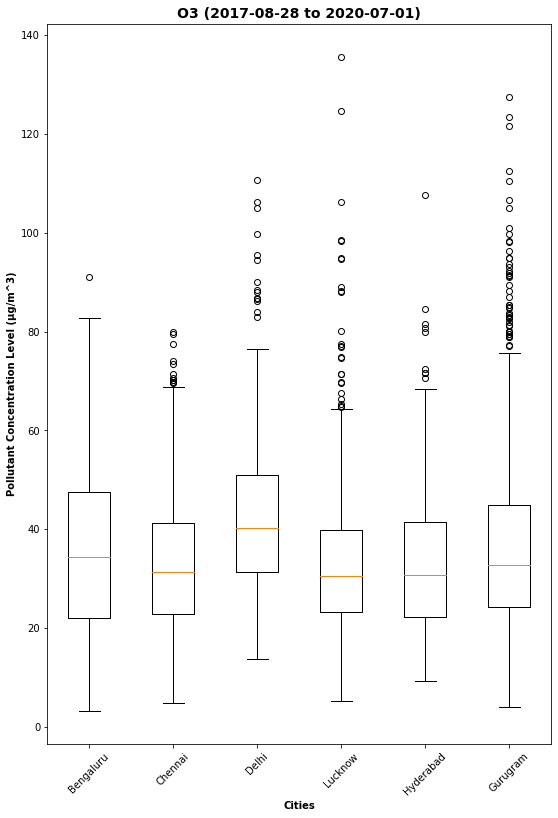 O3 (2017-08-28 to 2020-07-01)
Pollutant Concentration Level (μg/m^3)
140
120
100
80
60
40
20
0
Bengaluru
Chennai
Delhi
Lucknow
Hyderabad
Gurugram
Cities